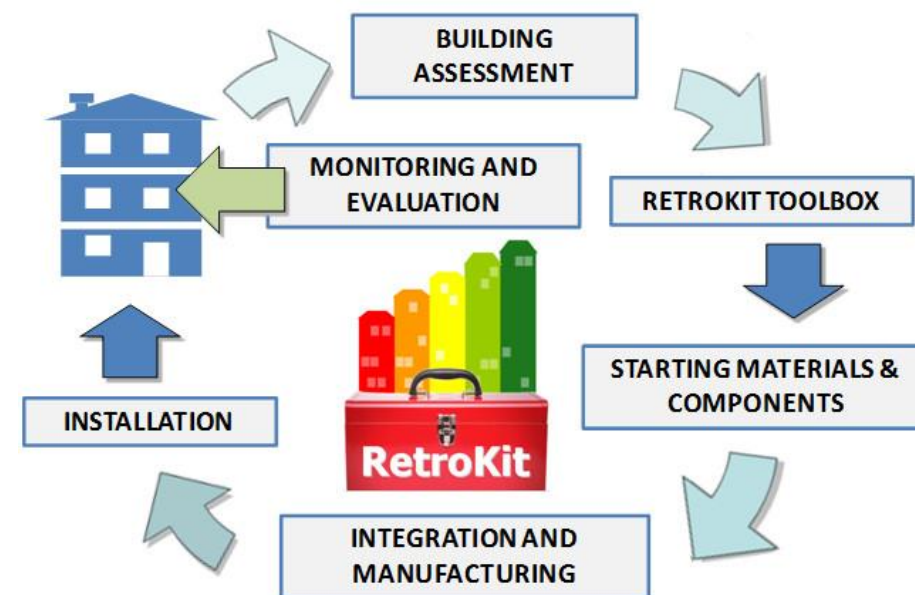 BUILDING
ASSESSMENT
MONITORING AND
EVALUATION
RETROKIT TOOLBOX
STARTING MATERIALS &
COMPONENTS
INSTALLATION
RetroKit
INTEGRATION AND
MANUFACTURING